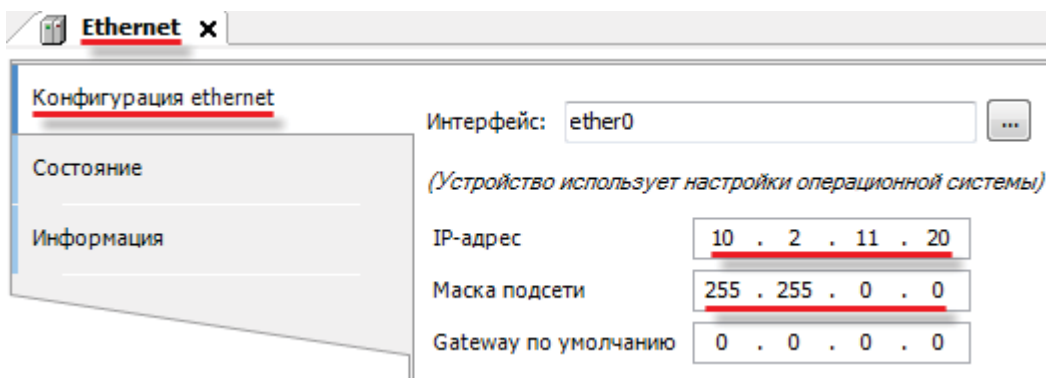 Ethernet x
Конфигурация ethernet
Состояние
Информация
Интерфейс: ether0 ...
(Устройство использует настройки операционной системы)
IP-адрес 10 . 2 . 11 . 20
Маска подсети 255 . 255 . 0 . 0
Gateway по умолчанию 0 . 0 . 0 . 0